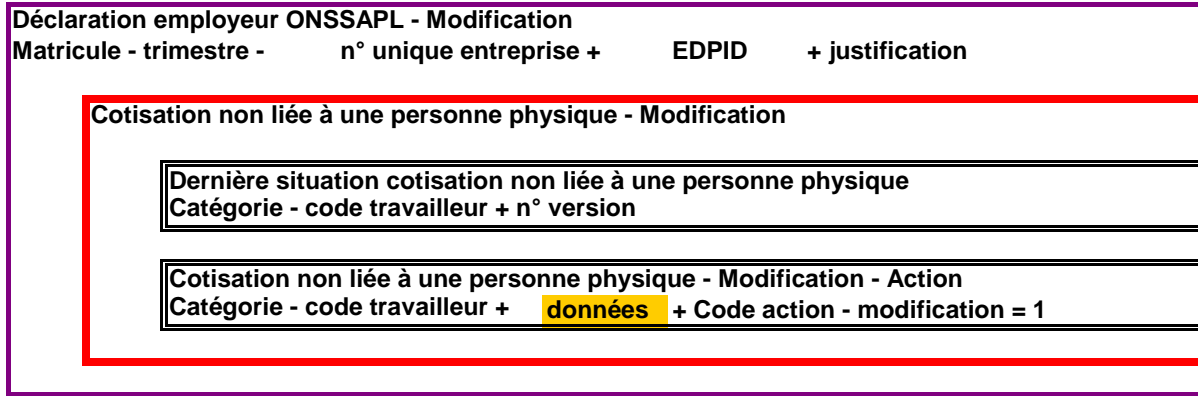 Déclaration employeur ONSSAPL - Modification
Matricule - trimestre - n° unique entreprise + EDPID + justification
Cotisation non liée à une personne physique - Modification
Dernière situation cotisation non liée à une personne physique
Catégorie - code travailleur + n° version
Cotisation non liée à une personne physique - Modification - Action
Catégorie - code travailleur + données + Code action - modification = 1